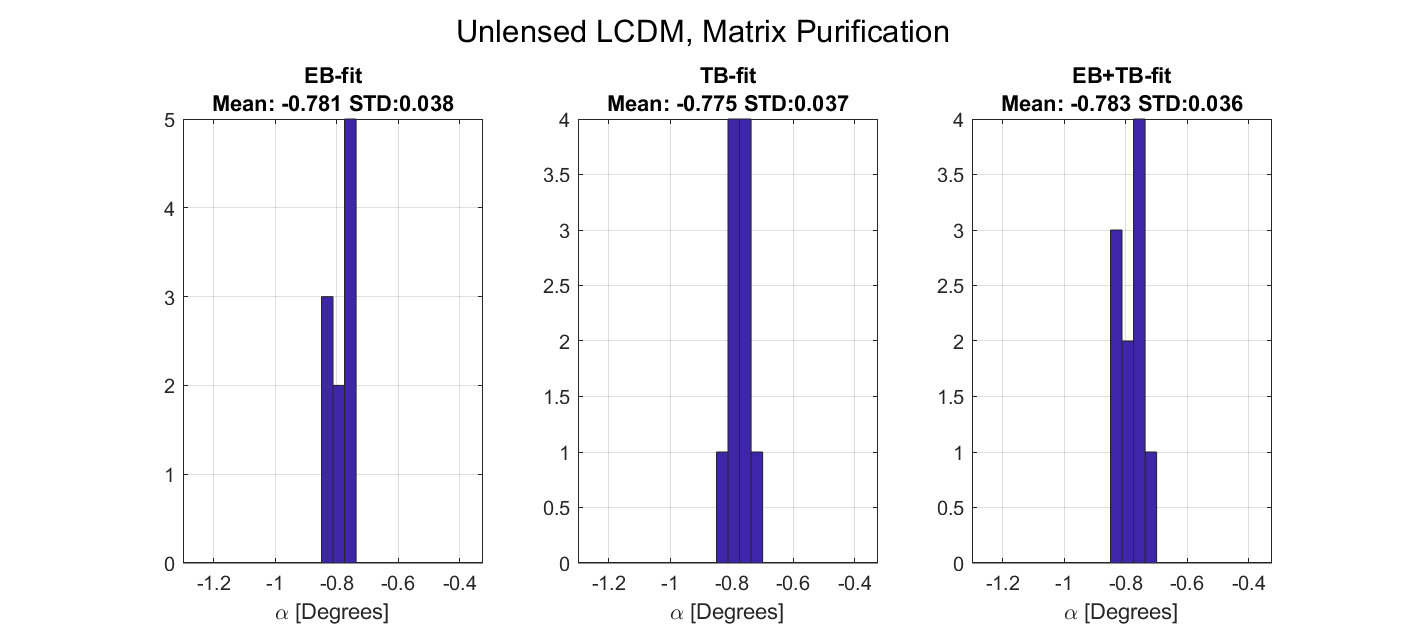 Unlensed LCDM, Matrix Purification
EB-fit
Mean: -0.781 STD:0.038
5
4
3
2
1
0
-1.2 -1 -0.8 -0.6 -0.4
α [Degrees]
TB-fit
Mean: -0.775 STD:0.037
4
3.5
3
2.5
2
1.5
1
0.5
0
-1.2 -1 -0.8 -0.6 -0.4
α [Degrees]
EB+TB-fit
Mean: -0.783 STD:0.036
4
3.5
3
2.5
2
1.5
1
0.5
0
-1.2 -1 -0.8 -0.6 -0.4
α [Degrees]